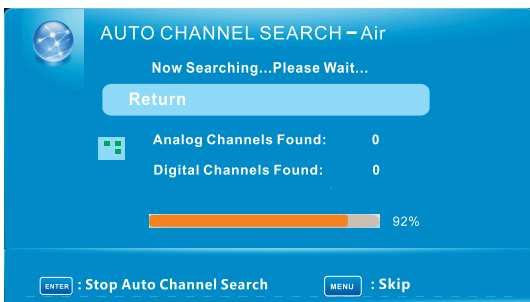 AUTO CHANNEL SEARCH – Air
Now Searching...Please Wait...
Return
Analog Channels Found: 0
Digital Channels Found: 0
92%
ENTER : Stop Auto Channel Search MENU : Skip